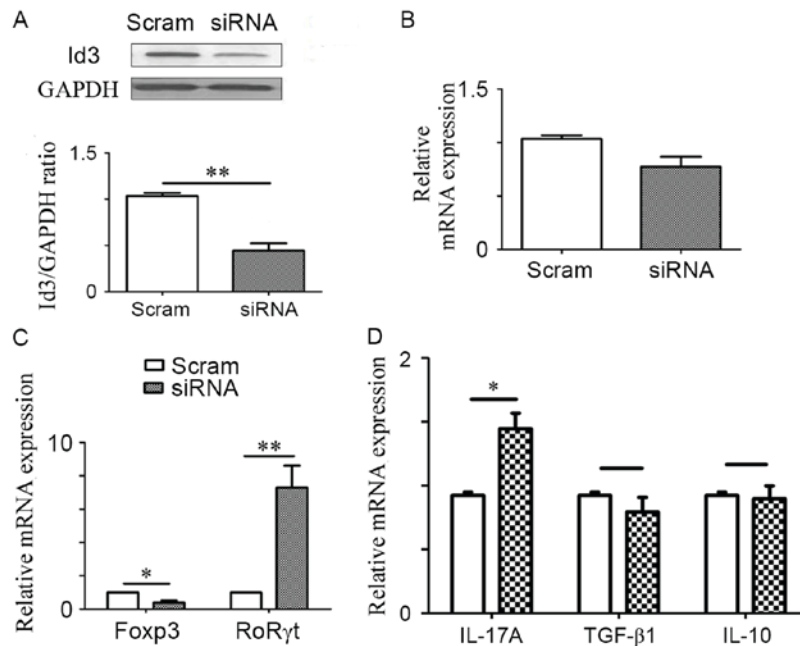 A
Scram siRNA
Id3
GAPDH
Id3/GAPDH ratio
1.5
0
**
Scram siRNA
B
Relative
mRNA expression
1.5
0
Scram siRNA
C
Scram
siRNA
Relative mRNA expression
10
0
*
**
Foxp3 RoRγt
D
Relative mRNA expression
2
0
*
IL-17A TGF-β1 IL-10